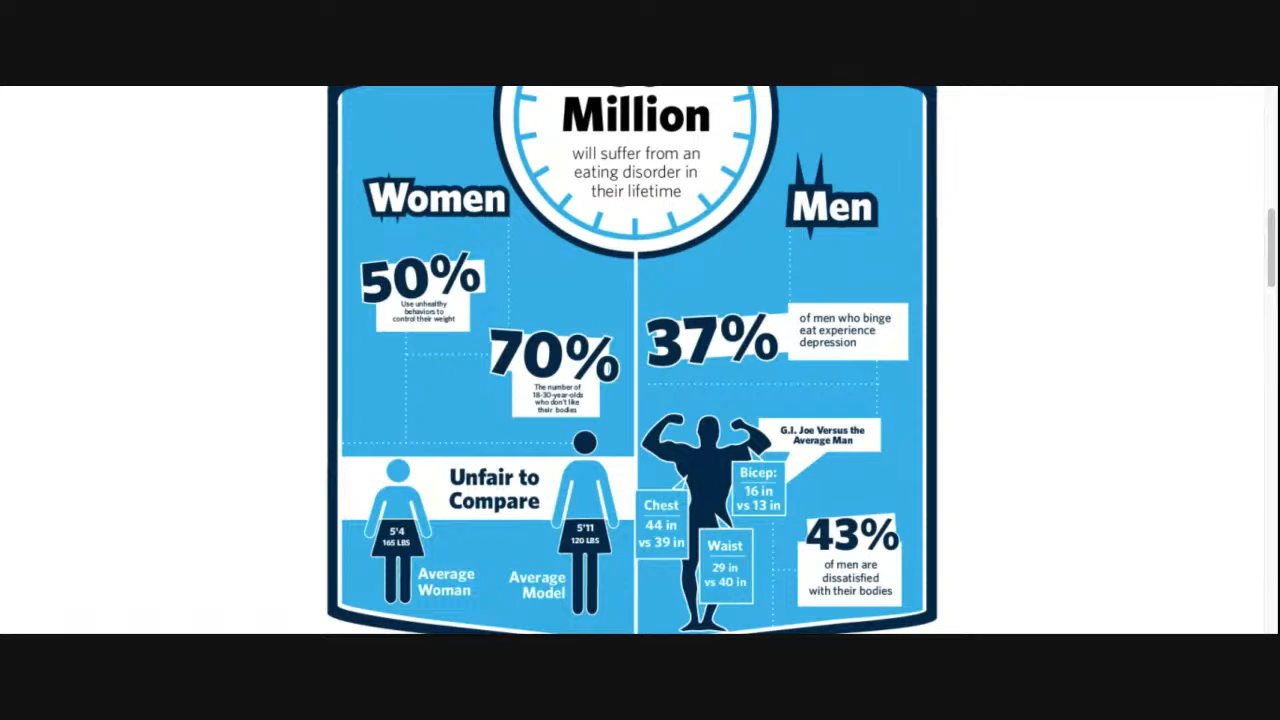 Million
will suffer from an
eating disorder in
their lifetime
Women
50%
Use unhealthy
behaviors to
control their weight
70%
The number of
18-30-year-olds
who don't like
their bodies
Unfair to
Compare
5'4
165 LBS
Average
Woman
5'11
120 LBS
Average
Model
Men
37%
of men who binge
eat experience
depression
G.I. Joe Versus the
Average Man
Bicep:
16 in
vs 13 in
Chest
44 in
vs 39 in
Waist
29 in
vs 40 in
43%
of men are
dissatisfied
with their bodies